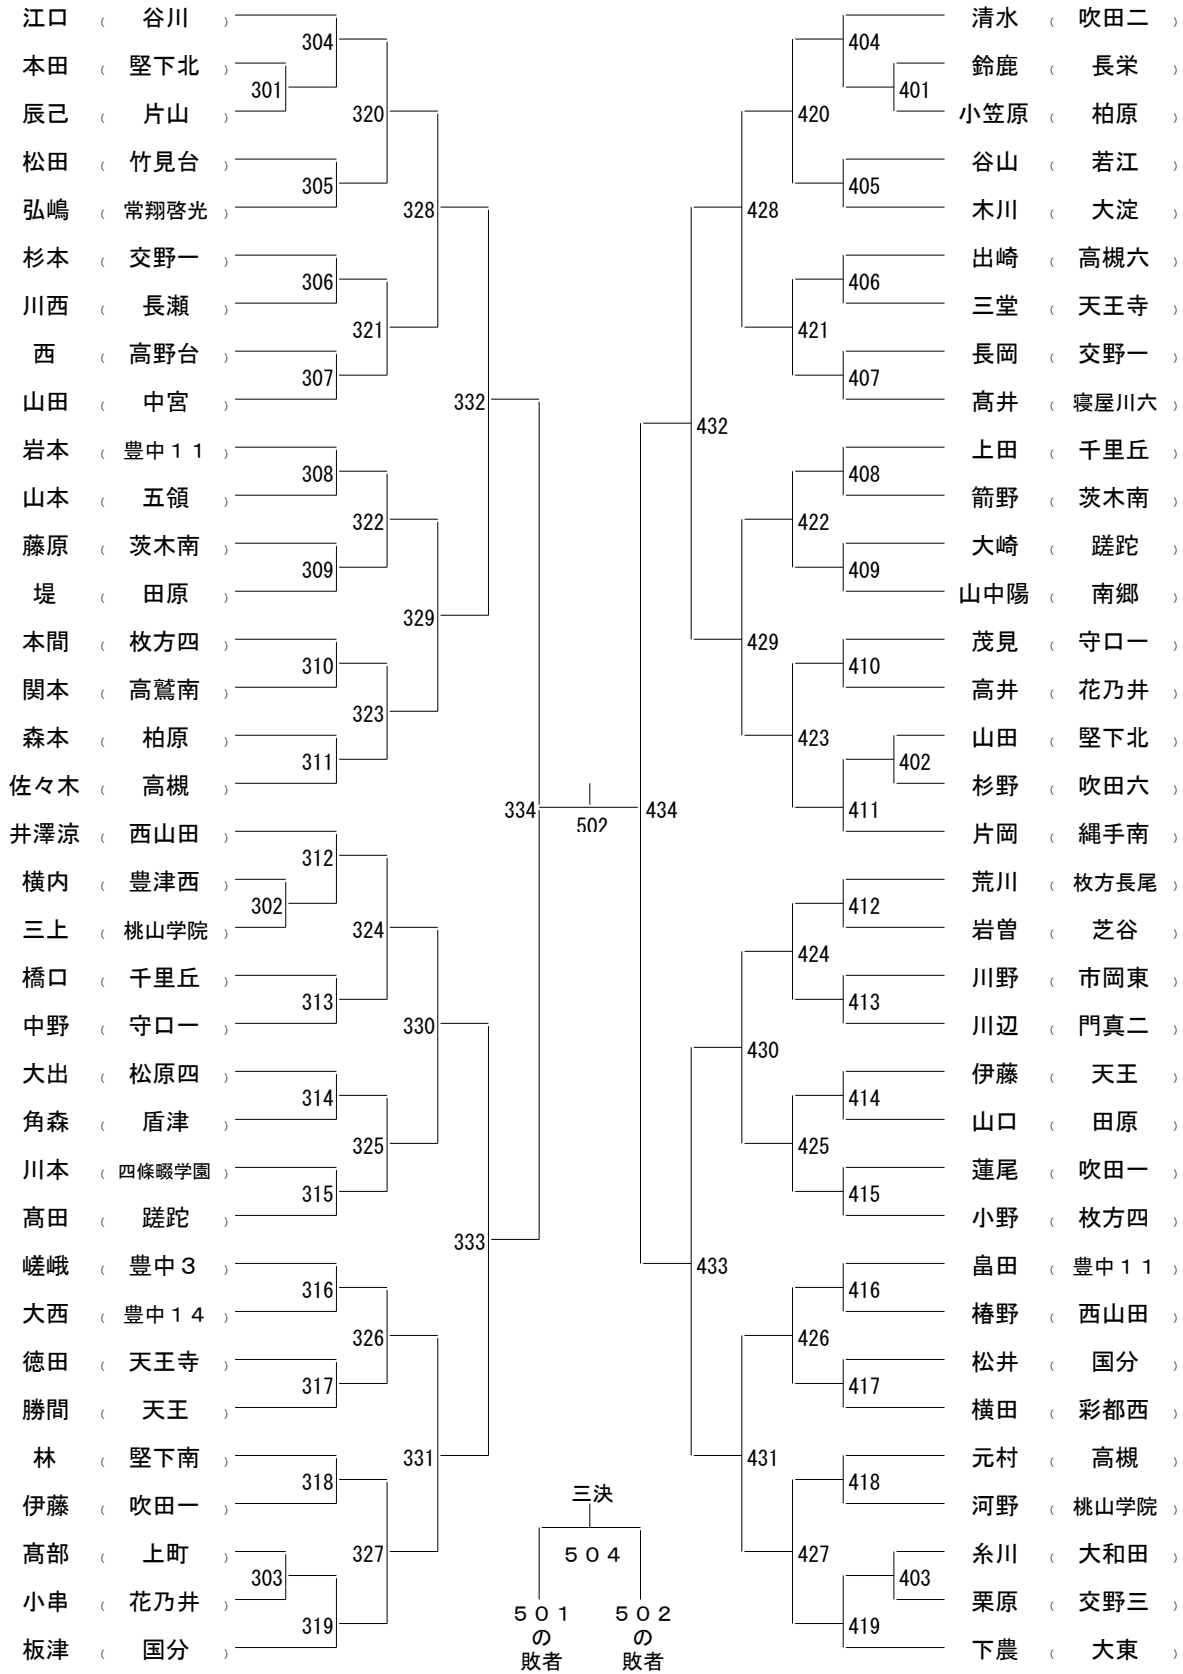 江口 （ 谷川 ）
304
本田 （ 堅下北 ）
301
辰己 （ 片山 ）
320
松田 （ 竹見台 ）
305
弘嶋 （ 常翔啓光 ）
328
杉本 （ 交野一 ）
306
川西 （ 長瀬 ）
321
西 （ 高野台 ）
307
山田 （ 中宮 ）
332
岩本 （ 豊中１１ ）
308
山本 （ 五領 ）
322
藤原 （ 茨木南 ）
309
堤 （ 田原 ）
329
本間 （ 枚方四 ）
310
関本 （ 高鷲南 ）
323
森本 （ 柏原 ）
311
佐々木 （ 高槻 ）
334
502
434
井澤涼 （ 西山田 ）
312
横内 （ 豊津西 ）
302
三上 （ 桃山学院 ）
324
橋口 （ 千里丘 ）
313
中野 （ 守口一 ）
330
大出 （ 松原四 ）
314
角森 （ 盾津 ）
325
川本 （ 四條畷学園 ）
315
髙田 （ 蹉跎 ）
333
嵯峨 （ 豊中３ ）
316
大西 （ 豊中１４ ）
326
徳田 （ 天王寺 ）
317
勝間 （ 天王 ）
331
林 （ 堅下南 ）
318
伊藤 （ 吹田一 ）
327
髙部 （ 上町 ）
303
小串 （ 花乃井 ）
319
板津 （ 国分 ）
三決
５０４
５０１ ５０２
の の
敗者 敗者
清水 （ 吹田二 ）
404
鈴鹿 （ 長栄 ）
401
小笠原 （ 柏原 ）
420
谷山 （ 若江 ）
405
木川 （ 大淀 ）
428
出崎 （ 高槻六 ）
406
三堂 （ 天王寺 ）
421
長岡 （ 交野一 ）
407
髙井 （ 寝屋川六 ）
432
上田 （ 千里丘 ）
408
箭野 （ 茨木南 ）
422
大崎 （ 蹉跎 ）
409
山中陽 （ 南郷 ）
429
茂見 （ 守口一 ）
410
高井 （ 花乃井 ）
423
山田 （ 堅下北 ）
402
杉野 （ 吹田六 ）
411
片岡 （ 縄手南 ）
荒川 （ 枚方長尾 ）
412
岩曽 （ 芝谷 ）
424
川野 （ 市岡東 ）
413
川辺 （ 門真二 ）
430
伊藤 （ 天王 ）
414
山口 （ 田原 ）
425
蓮尾 （ 吹田一 ）
415
小野 （ 枚方四 ）
433
畠田 （ 豊中１１ ）
416
椿野 （ 西山田 ）
426
松井 （ 国分 ）
417
横田 （ 彩都西 ）
431
元村 （ 高槻 ）
418
河野 （ 桃山学院 ）
427
糸川 （ 大和田 ）
403
栗原 （ 交野三 ）
419
下農 （ 大東 ）